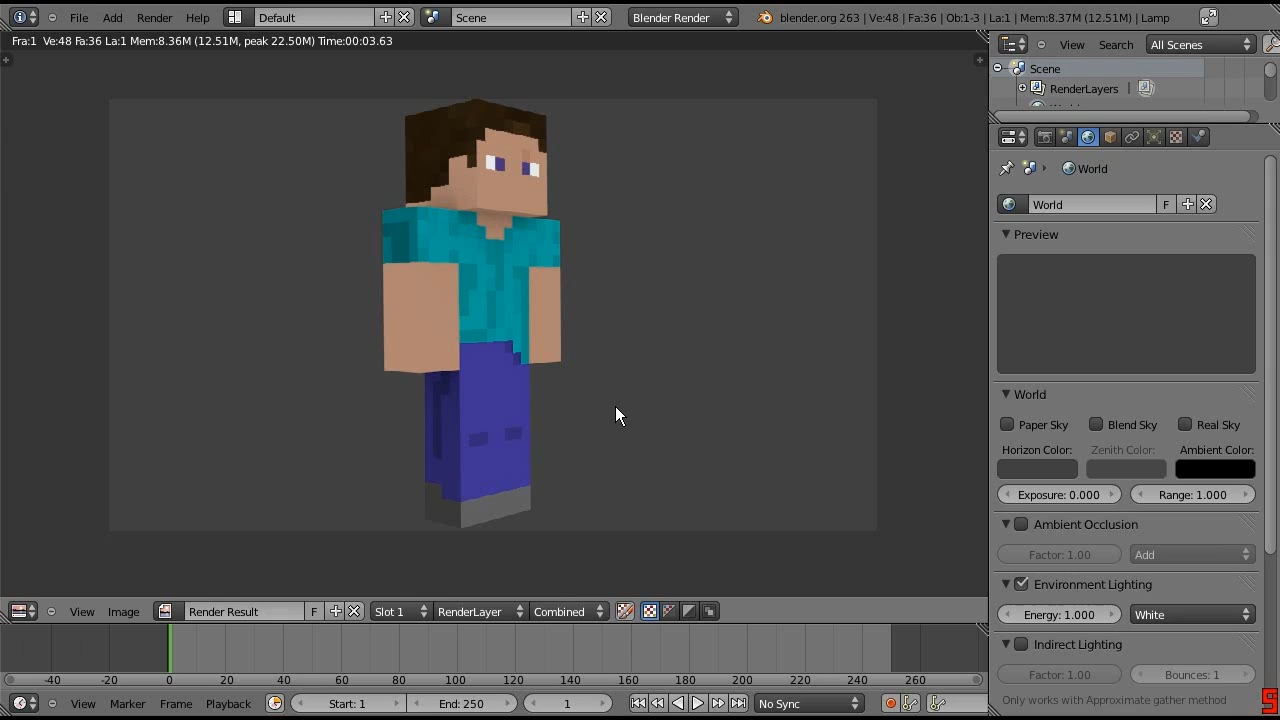 File Add Render Help Default Scene Blender Render blender.org 263 | Ve:48 | Fa:36 | Ob:1-3 | La:1 | Mem:8.37M (12.51M) | Lamp
Fra:1 Ve:48 Fa:36 La:1 Mem:8.36M (12.51M, peak 22.50M) Time:00:03.63
View Search All Scenes
Scene
RenderLayers
World
World F
Preview
World
Paper Sky Blend Sky Real Sky
Horizon Color: Zenith Color: Ambient Color:
Exposure: 0.000 Range: 1.000
Ambient Occlusion
Factor: 1.00 Add
Environment Lighting
Energy: 1.000 White
Indirect Lighting
Factor: 1.00 Bounces: 1
Only works with Approximate gather method
View Image Render Result F Slot 1 RenderLayer Combined
-40 -20 0 20 40 60 80 100 120 140 160 180 200 220 240 260
View Marker Frame Playback Start: 1 End: 250 1 No Sync